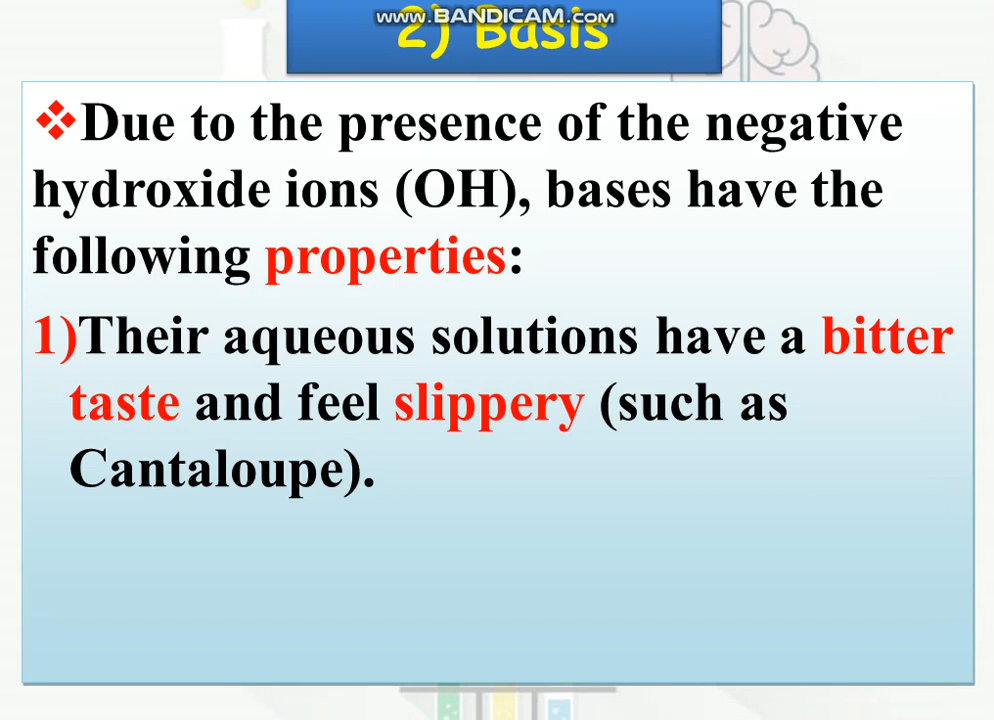 www.BANDICAM.com
2) Basis
❖Due to the presence of the negative
hydroxide ions (OH), bases have the
following properties:
1)Their aqueous solutions have a bitter
taste and feel slippery (such as
Cantaloupe).